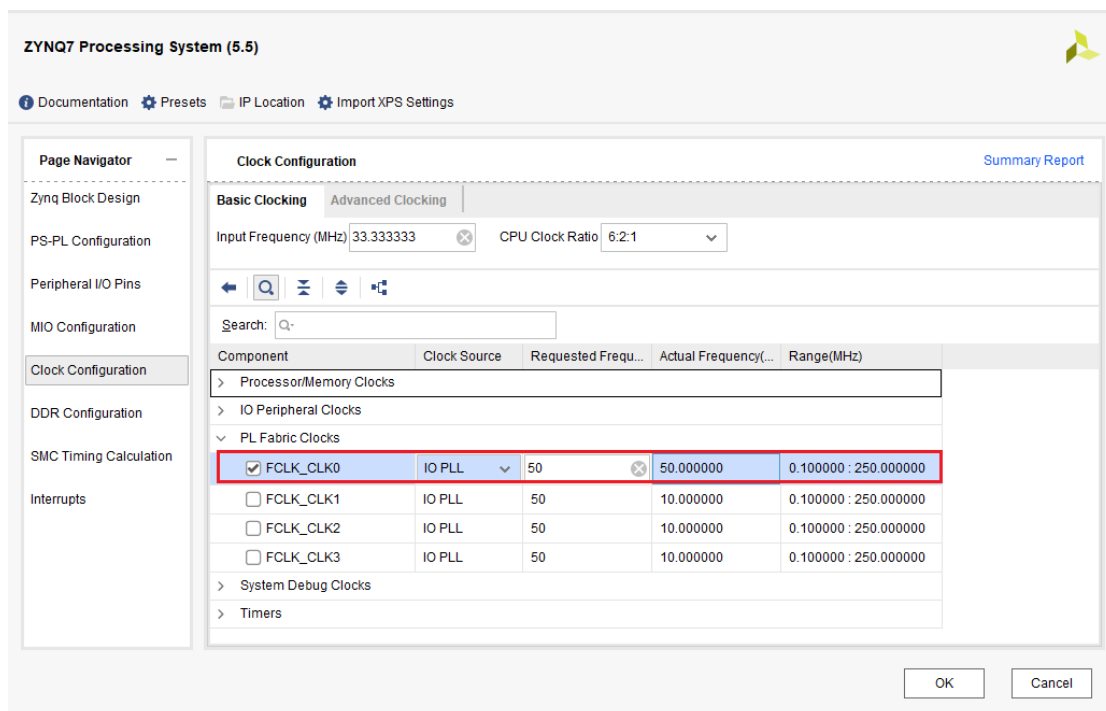 ZYNQ7 Processing System (5.5)
Documentation Presets IP Location Import XPS Settings
Page Navigator
Zynq Block Design
PS-PL Configuration
Peripheral I/O Pins
MIO Configuration
Clock Configuration
DDR Configuration
SMC Timing Calculation
Interrupts
Clock Configuration Summary Report
Basic Clocking Advanced Clocking
Input Frequency (MHz) 33.333333 CPU Clock Ratio 6:2:1
Search:
Component Clock Source Requested Frequ... Actual Frequency(... Range(MHz)
Processor/Memory Clocks
IO Peripheral Clocks
PL Fabric Clocks
FCLK_CLK0 IO PLL 50 50.000000 0.100000 : 250.000000
FCLK_CLK1 IO PLL 50 10.000000 0.100000 : 250.000000
FCLK_CLK2 IO PLL 50 10.000000 0.100000 : 250.000000
FCLK_CLK3 IO PLL 50 10.000000 0.100000 : 250.000000
System Debug Clocks
Timers
OK Cancel